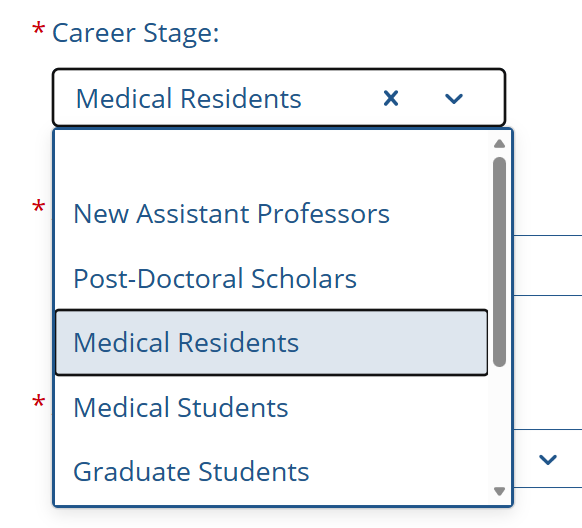 * Career Stage:
Medical Residents
*
New Assistant Professors
Post-Doctoral Scholars
Medical Residents
*
Medical Students
Graduate Students